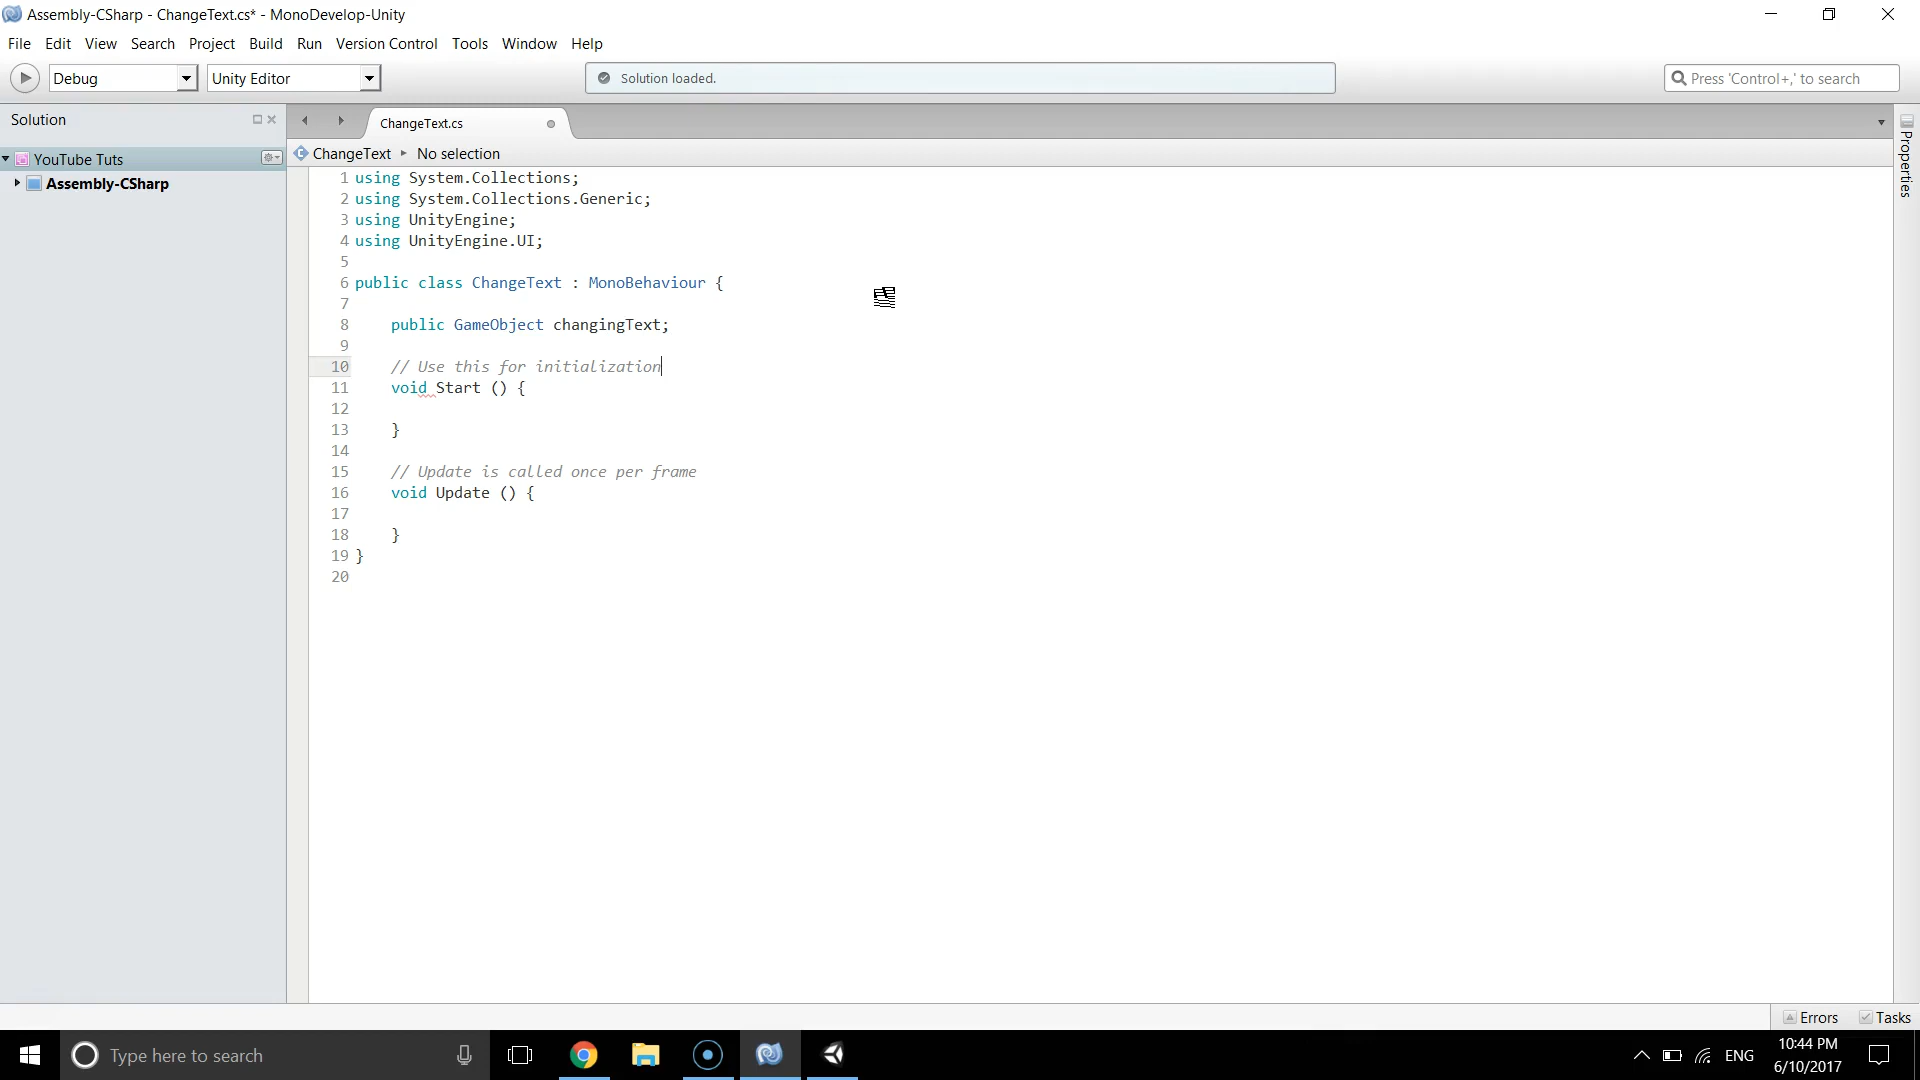 Assembly-CSharp - ChangeText.cs* - MonoDevelop-Unity
File Edit View Search Project Build Run Version Control Tools Window Help
Debug Unity Editor Solution loaded. Press 'Control+,' to search
Solution
ChangeText.cs
YouTube Tuts
Assembly-CSharp
ChangeText No selection
Properties
1 using System.Collections;
2 using System.Collections.Generic;
3 using UnityEngine;
4 using UnityEngine.UI;
5
6 public class ChangeText : MonoBehaviour {
7
8 public GameObject changingText;
9
10 // Use this for initialization
11 void Start () {
12
13 }
14
15 // Update is called once per frame
16 void Update () {
17
18 }
19 }
20
Errors Tasks
Type here to search
ENG
10:44 PM
6/10/2017